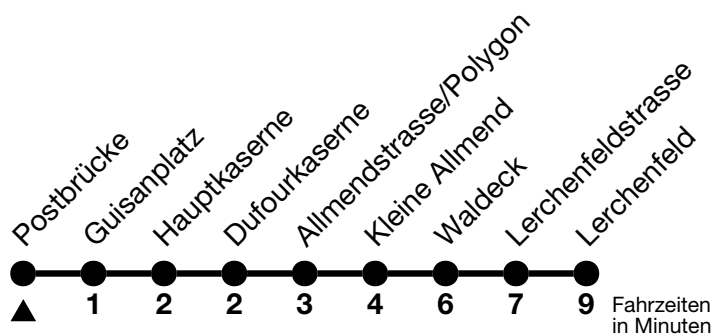 Postbrücke
Guisanplatz
Hauptkaserne
Dufourkaserne
Allmendstrasse/Polygon
Kleine Allmend
Waldeck
Lerchenfeldstrasse
Lerchenfeld
1 2 2 3 4 6 7 9 Fahrzeiten
in Minuten